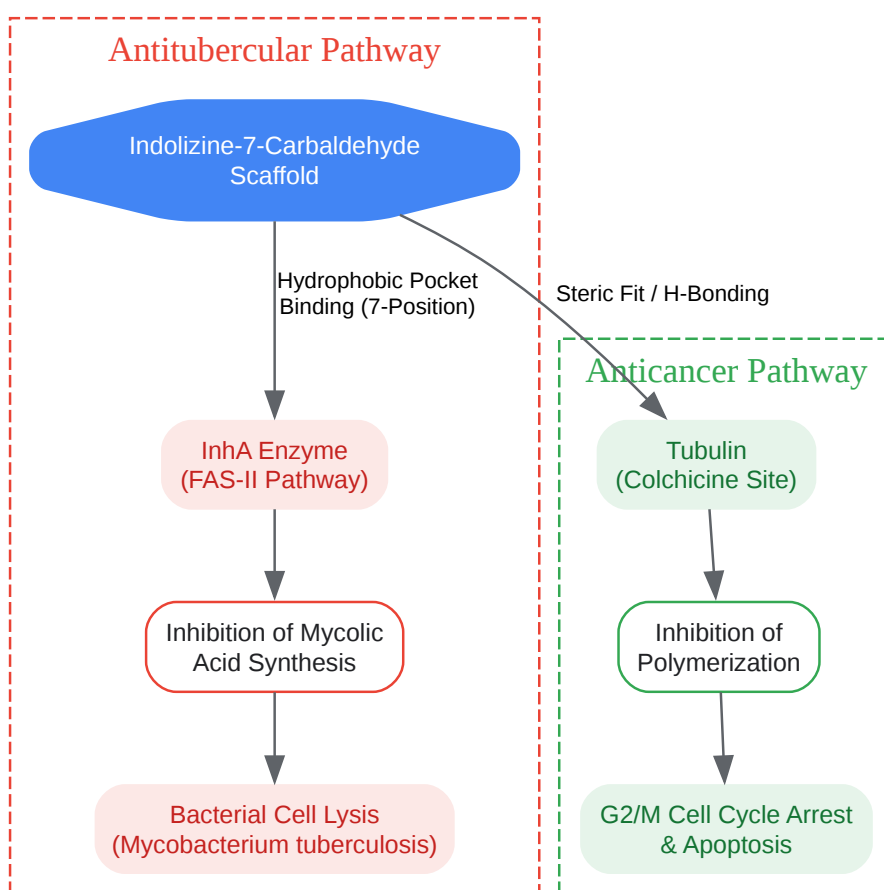 Antitubercular Pathway
Indolizine-7-Carbaldehyde
Scaffold
Hydrophobic Pocket
Binding (7-Position)
Steric Fit / H-Bonding
Anticancer Pathway
InhA Enzyme
(FAS-II Pathway)
Tubulin
(Colchicine Site)
Inhibition of Mycolic
Acid Synthesis
Inhibition of
Polymerization
Bacterial Cell Lysis
(Mycobacterium tuberculosis)
G2/M Cell Cycle Arrest
& Apoptosis